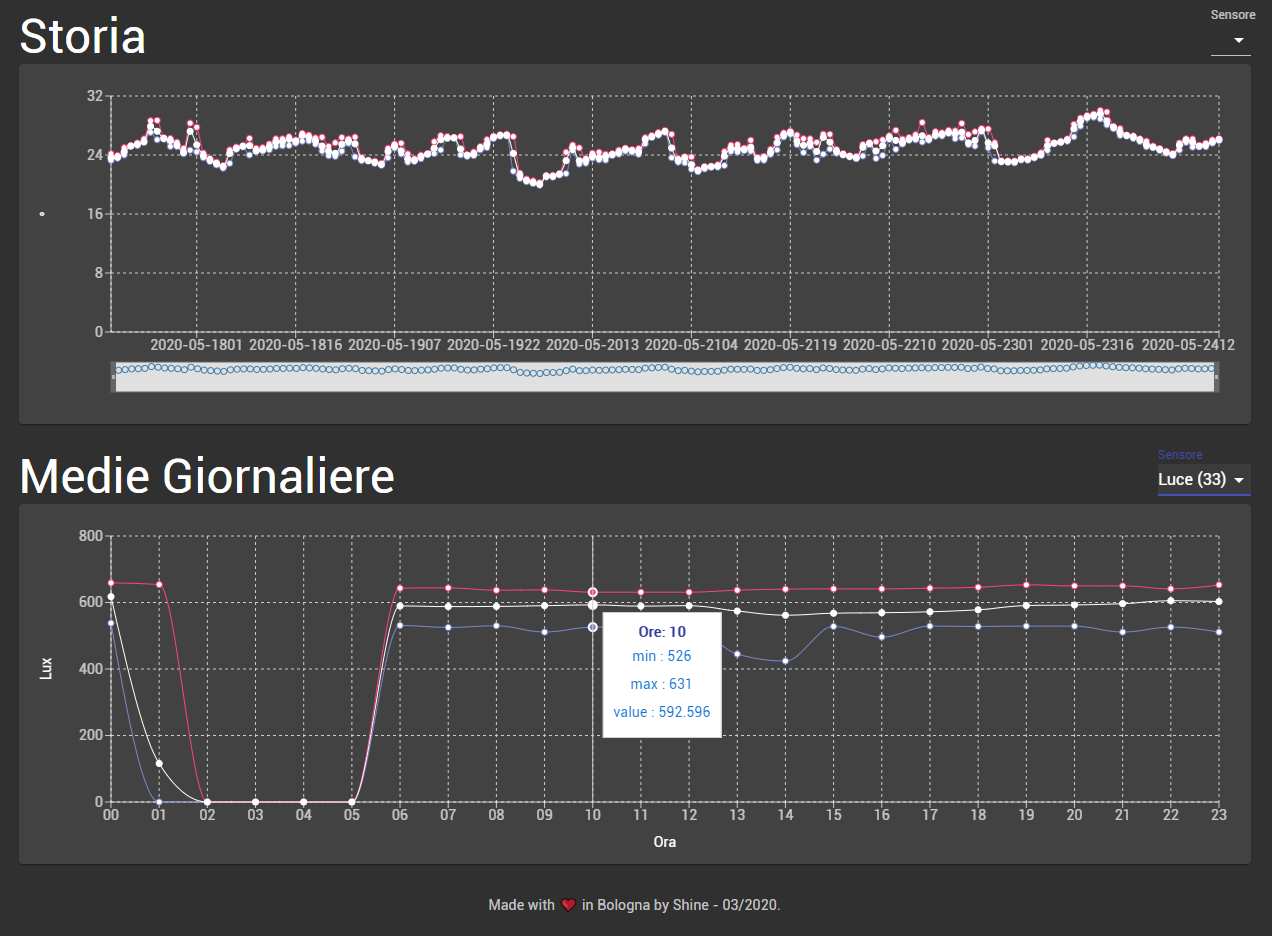 Storia
Sensore
32
24
16
8
0
°
2020-05-1801 2020-05-1816 2020-05-1907 2020-05-1922 2020-05-2013 2020-05-2104 2020-05-2119 2020-05-2210 2020-05-2301 2020-05-2316 2020-05-2412
Medie Giornaliere
Sensore
Luce (33)
800
600
400
200
0
Lux
Ore: 10
min : 526
max : 631
value : 592.596
00 01 02 03 04 05 06 07 08 09 10 11 12 13 14 15 16 17 18 19 20 21 22 23
Ora
Made with ❤ in Bologna by Shine - 03/2020.